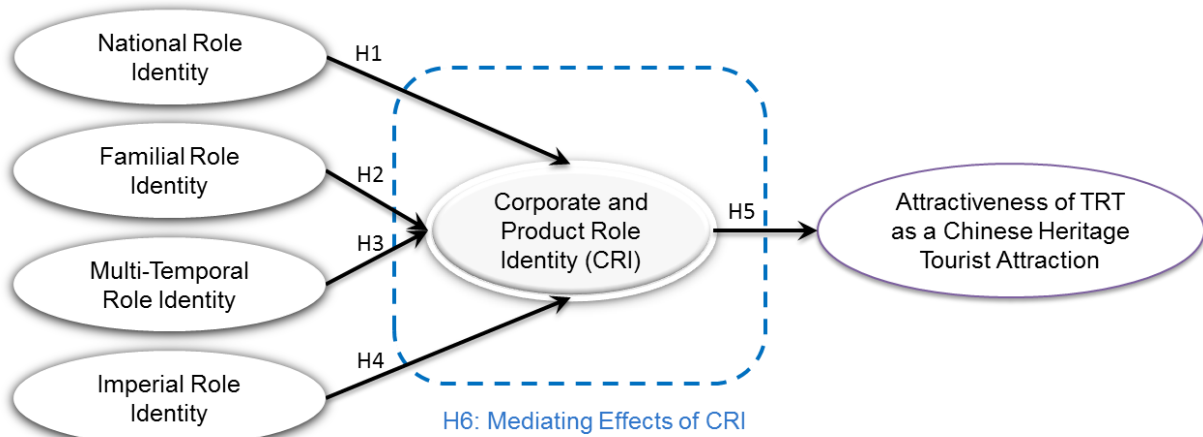 National Role
Identity
H1
Familial Role
Identity
H2
Multi-Temporal
Role Identity
H3
Imperial Role
Identity
H4
Corporate and
Product Role
Identity (CRI)
H5
Attractiveness of TRT
as a Chinese Heritage
Tourist Attraction
H6: Mediating Effects of CRI